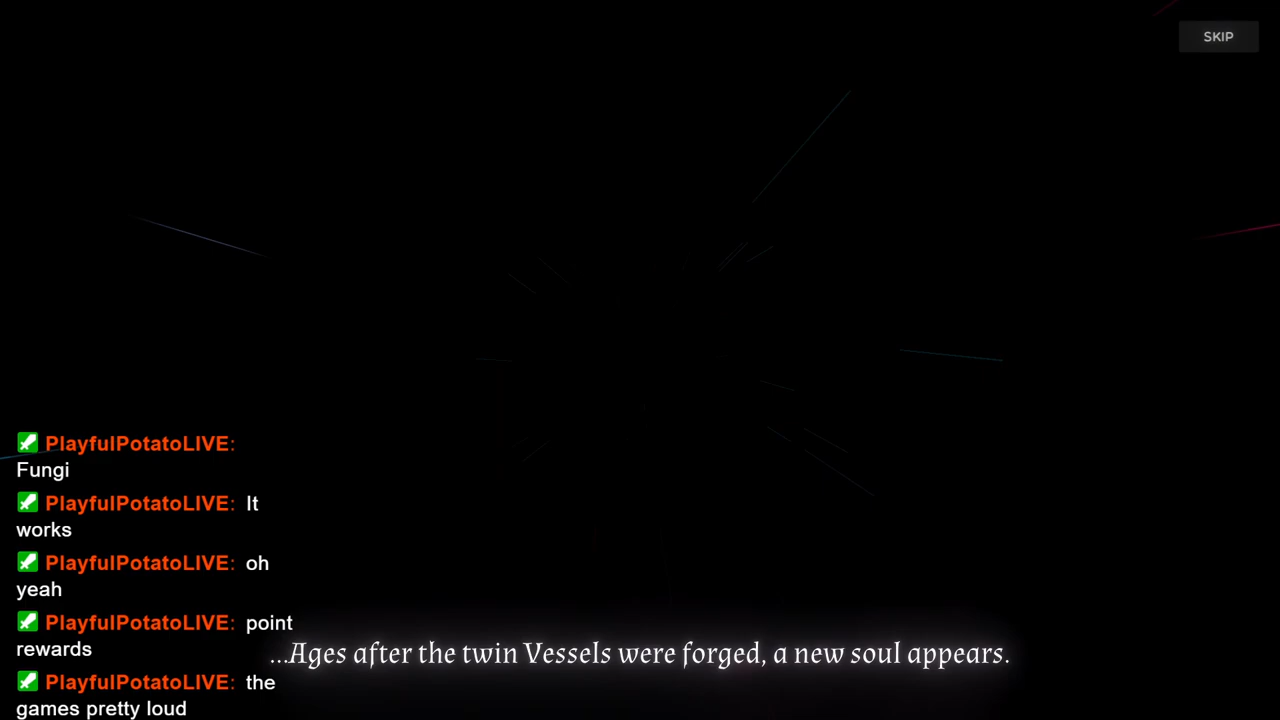 SKIP
PlayfulPotatoLIVE:
Fungi
PlayfulPotatoLIVE: It
works
PlayfulPotatoLIVE: oh
yeah
PlayfulPotatoLIVE: point
rewards
...Ages after the twin Vessels were forged, a new soul appears.
PlayfulPotatoLIVE: the
games pretty loud